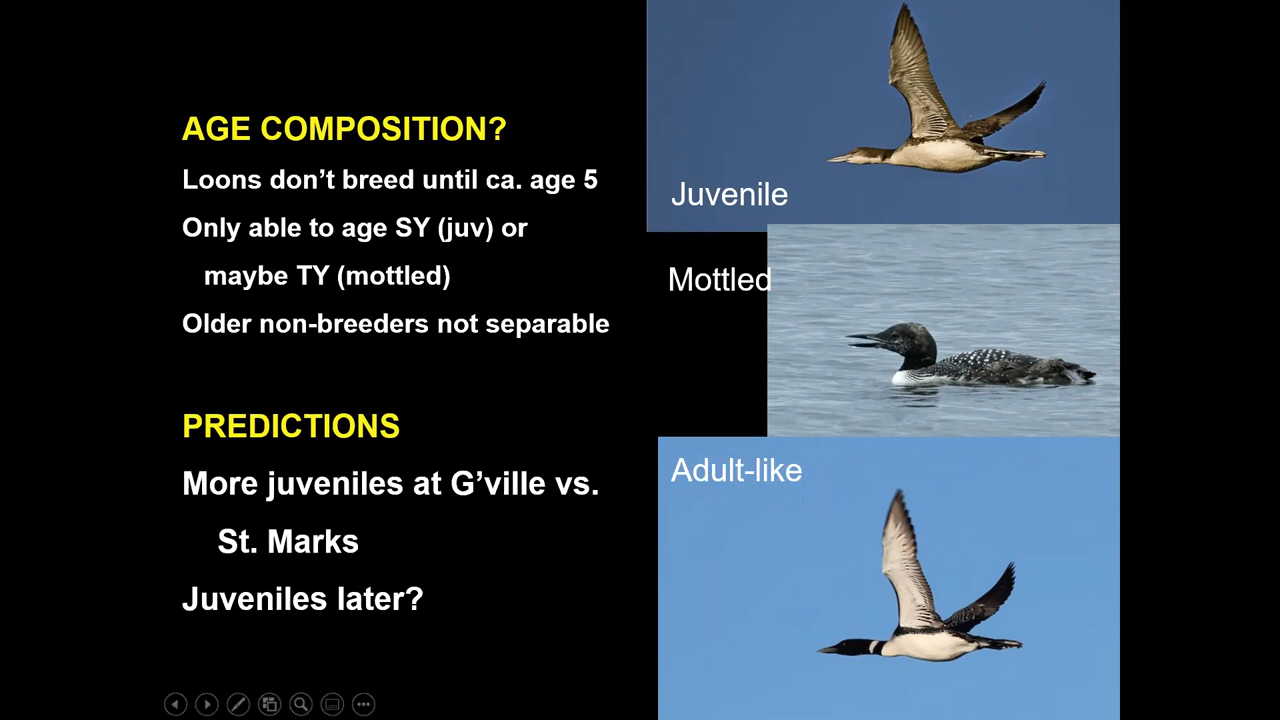 AGE COMPOSITION?
Loons don’t breed until ca. age 5
Only able to age SY (juv) or
maybe TY (mottled)
Older non-breeders not separable
PREDICTIONS
More juveniles at G’ville vs.
St. Marks
Juveniles later?
Juvenile
Mottled
Adult-like